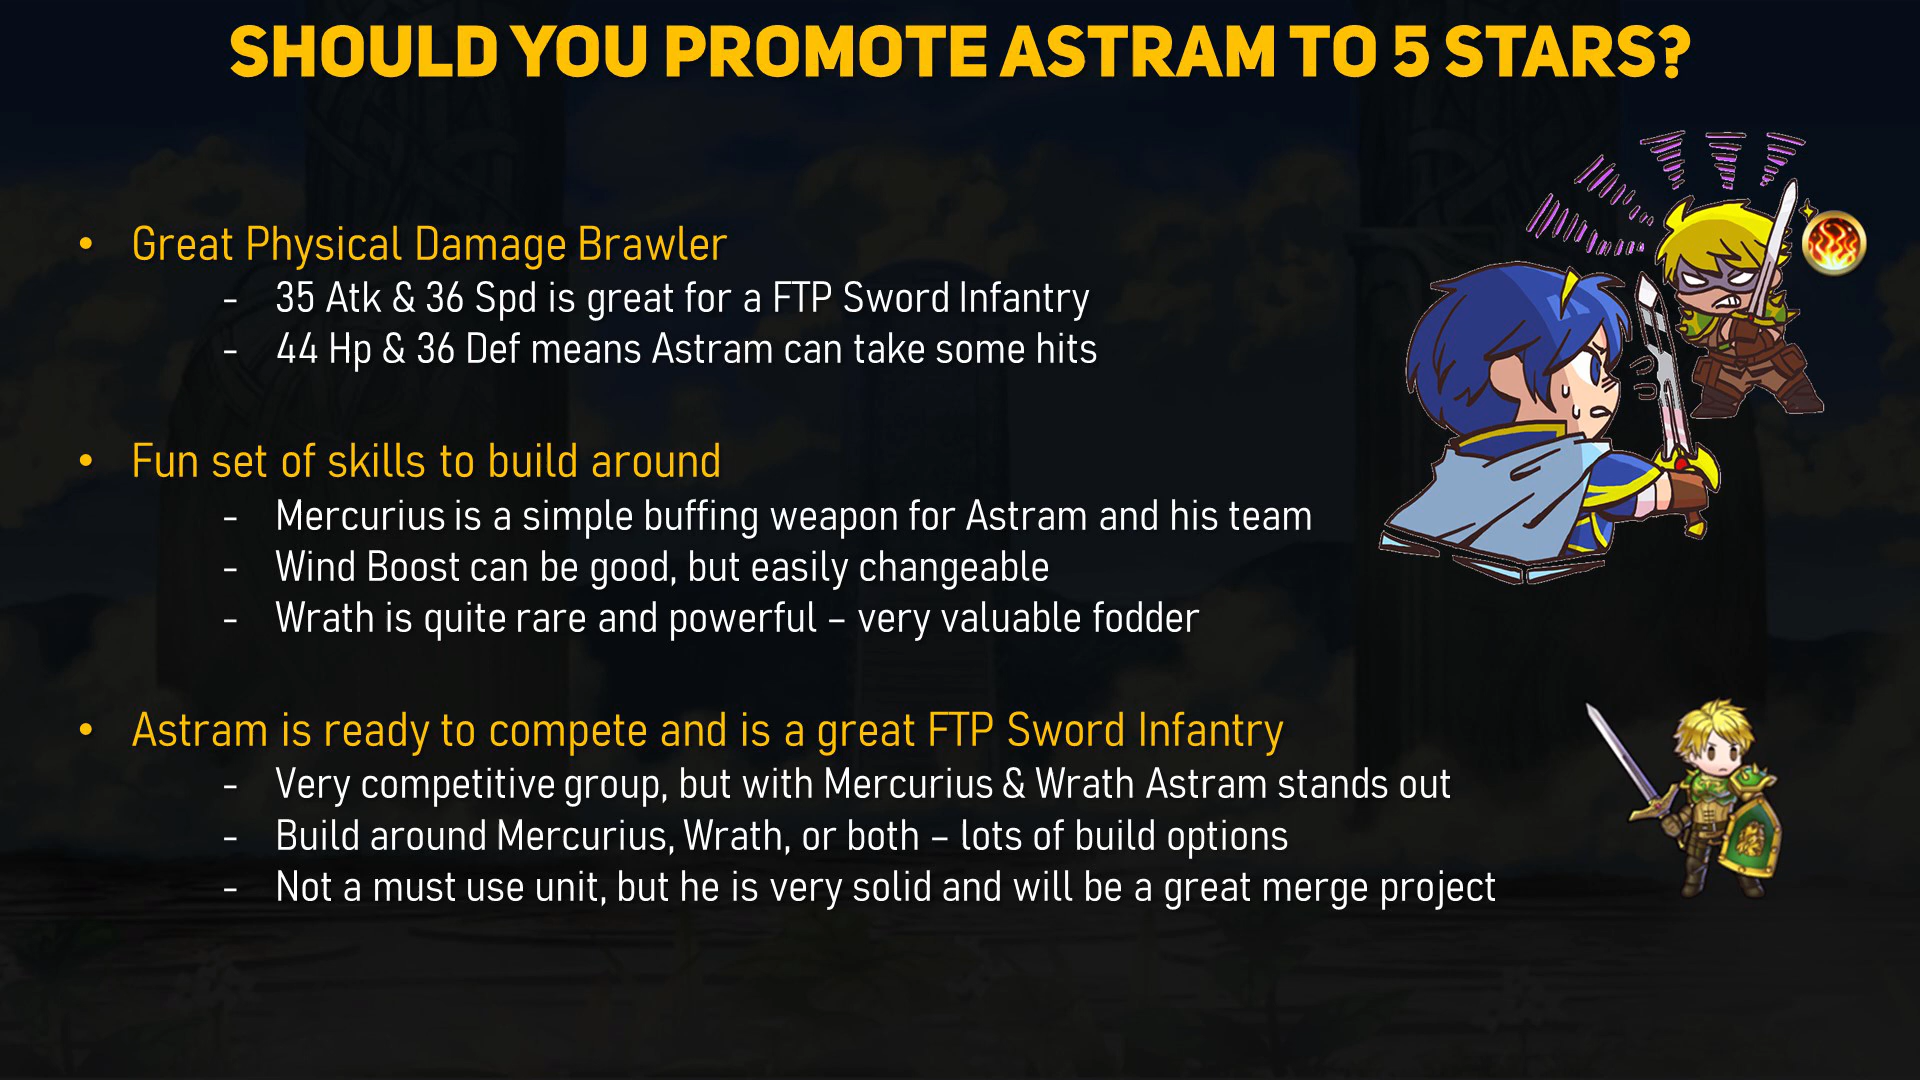 SHOULD YOU PROMOTE ASTRAM TO 5 STARS?
• Great Physical Damage Brawler
- 35 Atk & 36 Spd is great for a FTP Sword Infantry
- 44 Hp & 36 Def means Astram can take some hits
• Fun set of skills to build around
- Mercurius is a simple buffing weapon for Astram and his team
- Wind Boost can be good, but easily changeable
- Wrath is quite rare and powerful – very valuable fodder
• Astram is ready to compete and is a great FTP Sword Infantry
- Very competitive group, but with Mercurius & Wrath Astram stands out
- Build around Mercurius, Wrath, or both – lots of build options
- Not a must use unit, but he is very solid and will be a great merge project